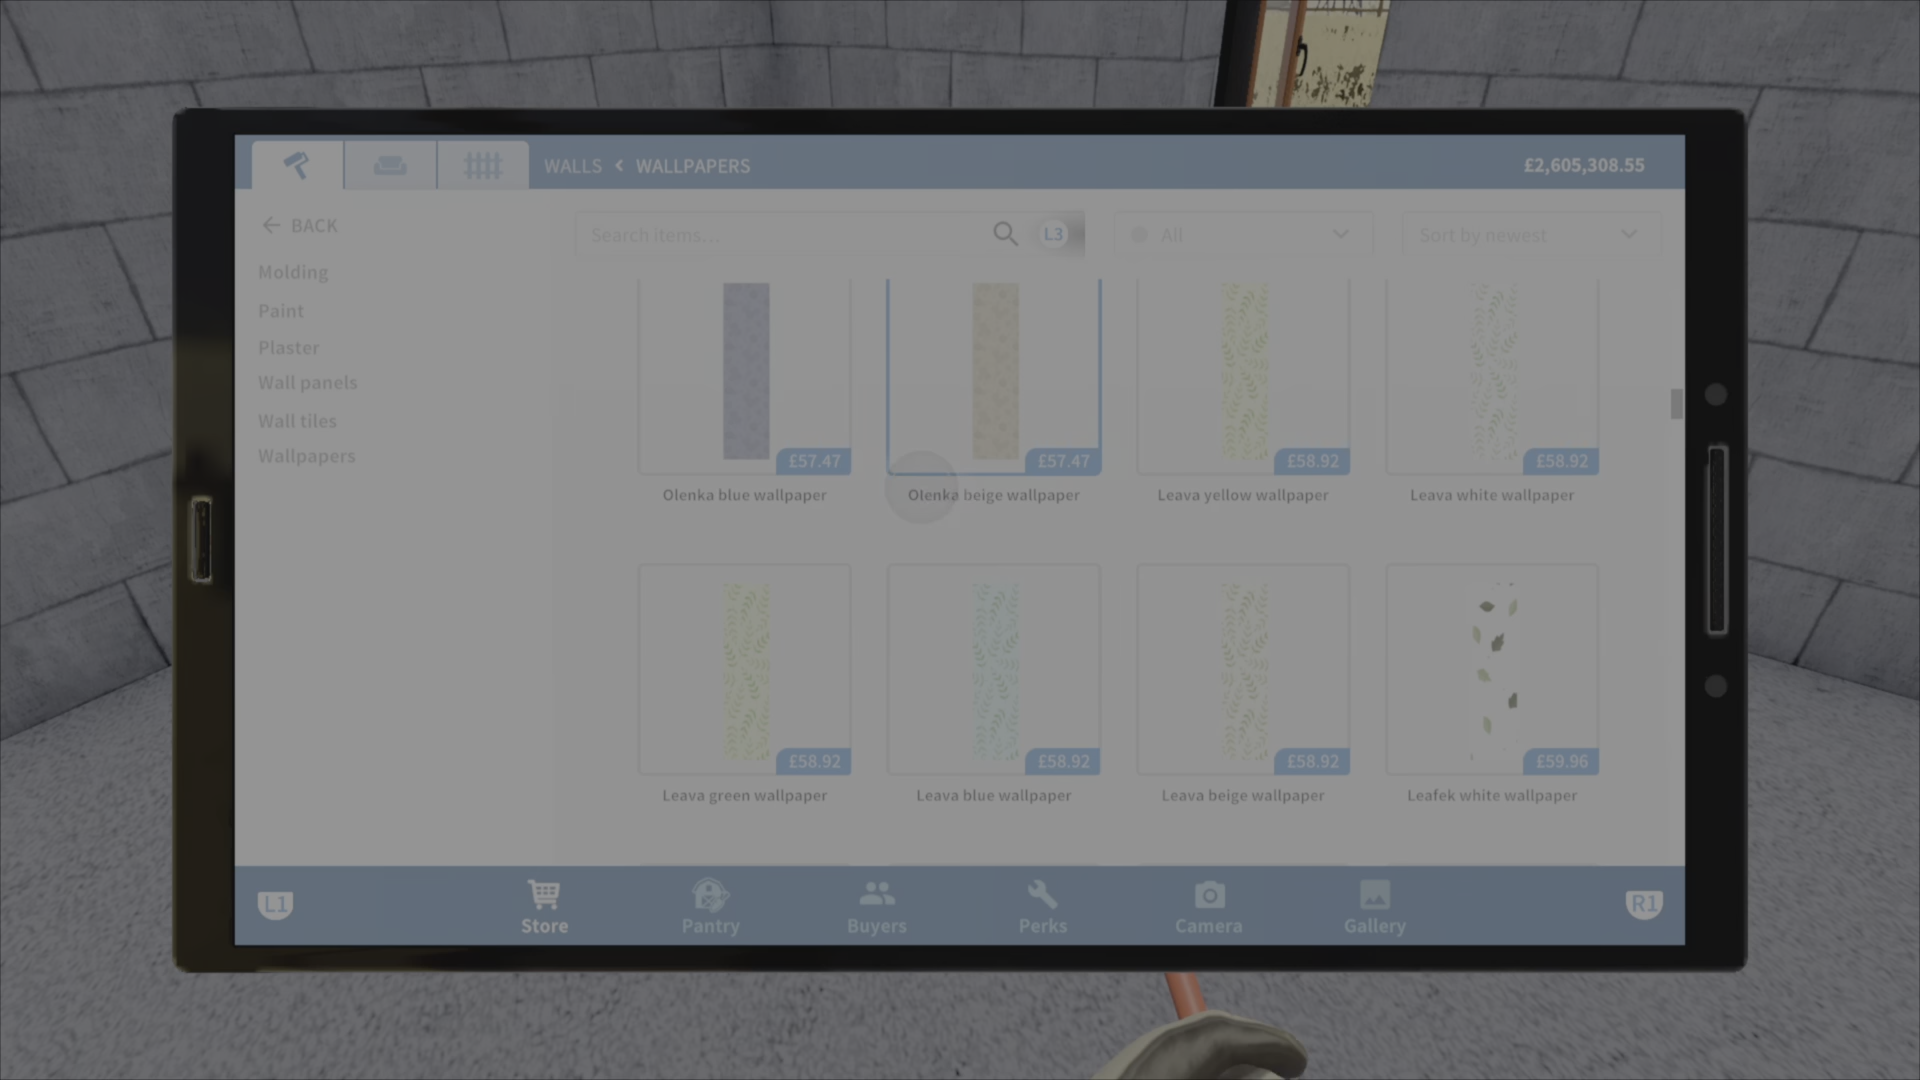 WALLS < WALLPAPERS
£2,605,308.55
BACK
Molding
Paint
Plaster
Wall panels
Wall tiles
Wallpapers
Search items...
L3
All
Sort by newest
£57.47
£57.47
£58.92
£58.92
Olenka blue wallpaper
Olenka beige wallpaper
Leava yellow wallpaper
Leava white wallpaper
£58.92
£58.92
£58.92
£59.96
Leava green wallpaper
Leava blue wallpaper
Leava beige wallpaper
Leafek white wallpaper
L1
Store
Pantry
Buyers
Perks
Camera
Gallery
R1